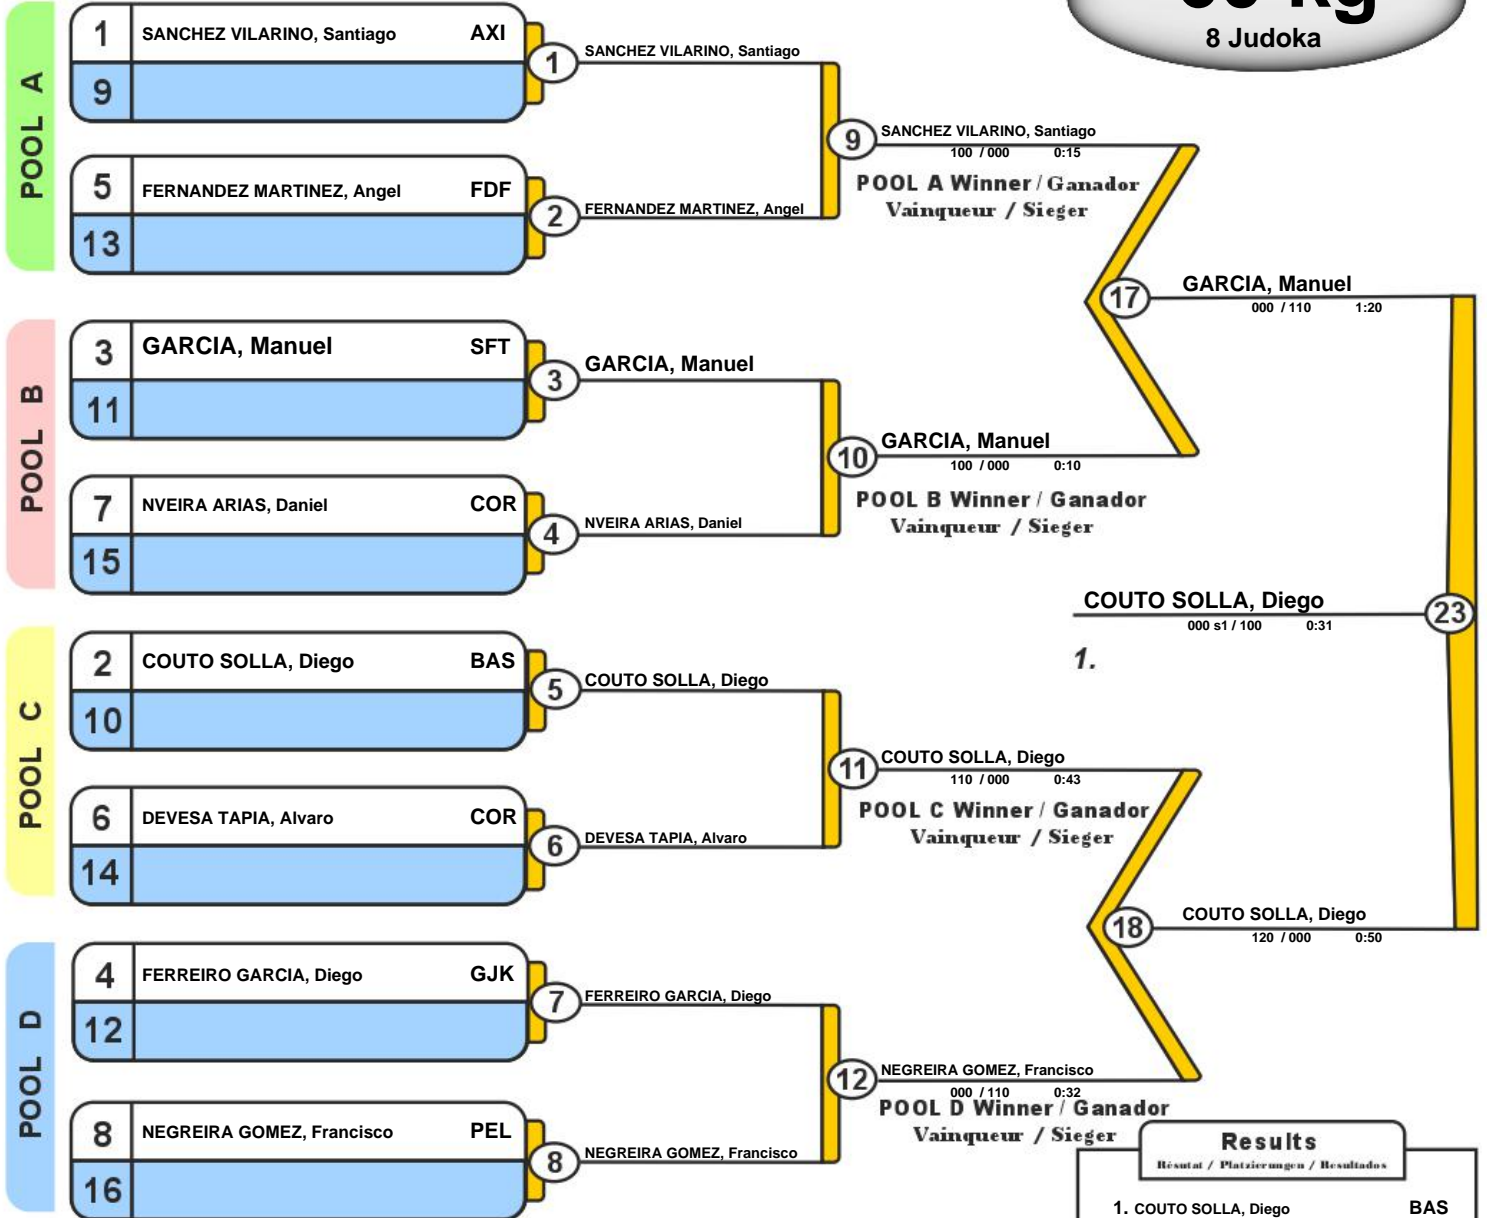 8 Judoka
POOL A
1 SANCHEZ VILARINO, Santiago AXI
9
1
SANCHEZ VILARINO, Santiago
5 FERNANDEZ MARTINEZ, Angel FDF
13
2
FERNANDEZ MARTINEZ, Angel
9
SANCHEZ VILARINO, Santiago
100 / 000 0:15
POOL A Winner / Ganador
Vainqueur / Sieger
POOL B
3 GARCIA, Manuel SFT
11
3
GARCIA, Manuel
7 NVEIRA ARIAS, Daniel COR
15
4
NVEIRA ARIAS, Daniel
10
GARCIA, Manuel
100 / 000 0:10
POOL B Winner / Ganador
Vainqueur / Sieger
17
GARCIA, Manuel
000 / 110 1:20
COUTO SOLLA, Diego
000 s1 / 100 0:31
23
1.
POOL C
2 COUTO SOLLA, Diego BAS
10
5
COUTO SOLLA, Diego
6 DEVESA TAPIA, Alvaro COR
14
6
DEVESA TAPIA, Alvaro
11
COUTO SOLLA, Diego
110 / 000 0:43
POOL C Winner / Ganador
Vainqueur / Sieger
18
COUTO SOLLA, Diego
120 / 000 0:50
POOL D
4 FERREIRO GARCIA, Diego GJK
12
7
FERREIRO GARCIA, Diego
8 NEGREIRA GOMEZ, Francisco PEL
16
8
NEGREIRA GOMEZ, Francisco
12
NEGREIRA GOMEZ, Francisco
000 / 110 0:32
POOL D Winner / Ganador
Vainqueur / Sieger
Results
Résutat / Platzierungen / Resultados
1. COUTO SOLLA, Diego BAS